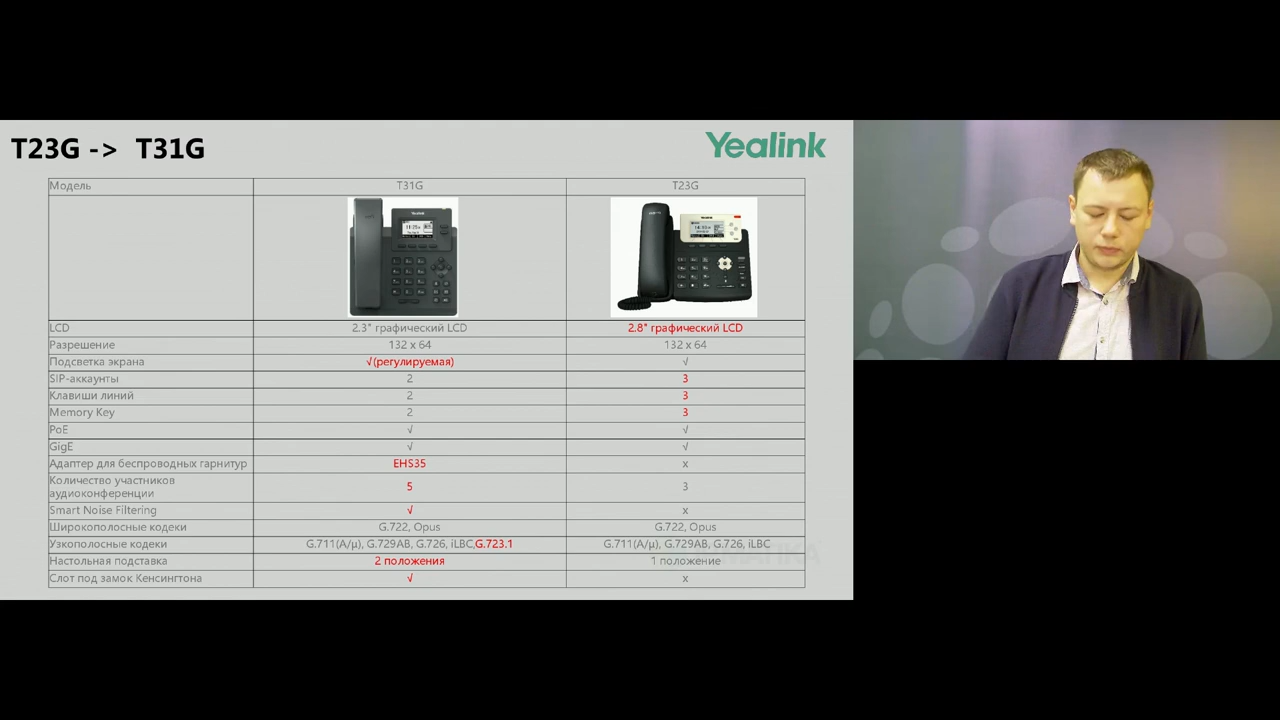 T23G -> T31G
Yealink
Модель T31G T23G
LCD 2.3" графический LCD 2.8" графический LCD
Разрешение 132 x 64 132 x 64
Подсветка экрана √(регулируемая) √
SIP-аккаунты 2 3
Клавиши линий 2 3
Memory Key 2 3
PoE √ √
GigE √ √
Адаптер для беспроводных гарнитур EHS35 x
Количество участников
аудиоконференции 5 3
Smart Noise Filtering √ x
Широкополосные кодеки G.722, Opus G.722, Opus
Узкополосные кодеки G.711(A/μ), G.729AB, G.726, iLBC,G.723.1 G.711(A/μ), G.729AB, G.726, iLBC
Настольная подставка 2 положения 1 положение
Слот под замок Кенсингтона √ x